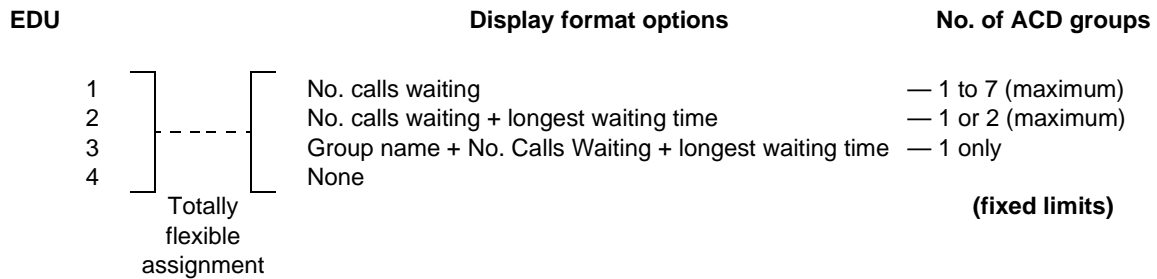 EDU Display format options No. of ACD groups
1 No. calls waiting — 1 to 7 (maximum)
2 No. calls waiting + longest waiting time — 1 or 2 (maximum)
3 Group name + No. Calls Waiting + longest waiting time — 1 only
4 None
Totally (fixed limits)
flexible
assignment